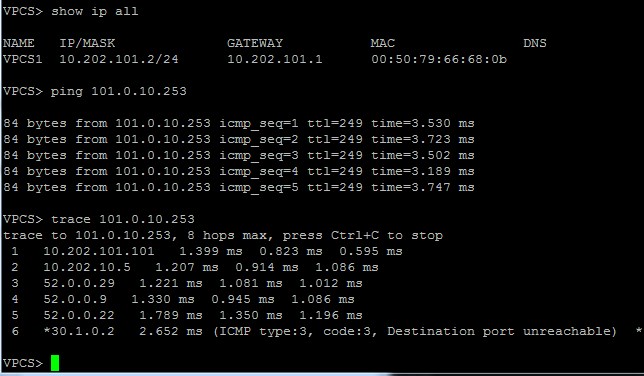 VPCS> show ip all
NAME IP/MASK GATEWAY MAC DNS
VPCS1 10.202.101.2/24 10.202.101.1 00:50:79:66:68:0b
VPCS> ping 101.0.10.253
84 bytes from 101.0.10.253 icmp_seq=1 ttl=249 time=3.530 ms
84 bytes from 101.0.10.253 icmp_seq=2 ttl=249 time=3.723 ms
84 bytes from 101.0.10.253 icmp_seq=3 ttl=249 time=3.502 ms
84 bytes from 101.0.10.253 icmp_seq=4 ttl=249 time=3.189 ms
84 bytes from 101.0.10.253 icmp_seq=5 ttl=249 time=3.747 ms
VPCS> trace 101.0.10.253
trace to 101.0.10.253, 8 hops max, press Ctrl+C to stop
1 10.202.101.101 1.399 ms 0.823 ms 0.595 ms
2 10.202.10.5 1.207 ms 0.914 ms 1.086 ms
3 52.0.0.29 1.221 ms 1.081 ms 1.012 ms
4 52.0.0.9 1.330 ms 0.945 ms 1.086 ms
5 52.0.0.22 1.789 ms 1.350 ms 1.196 ms
6 *30.1.0.2 2.652 ms (ICMP type:3, code:3, Destination port unreachable) *
VPCS>